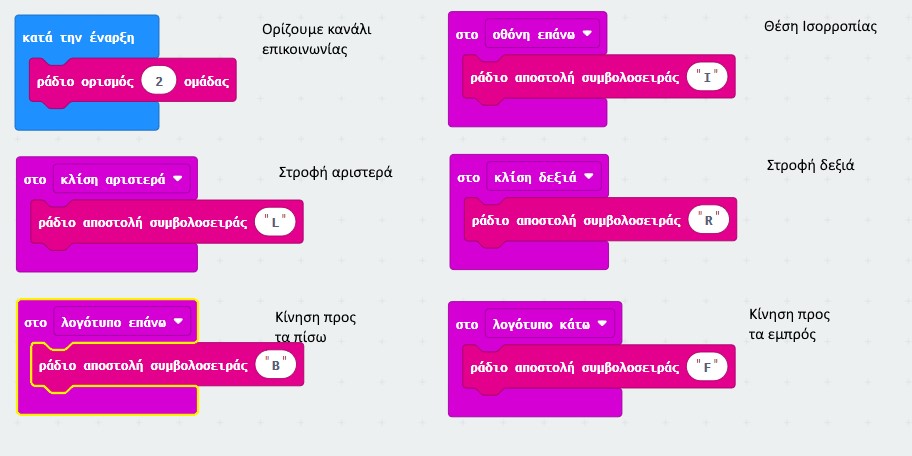 κατά την έναρξη
ράδιο ορισμός 2 ομάδας
Ορίζουμε κανάλι
επικοινωνίας
στο οθόνη επάνω
ράδιο αποστολή συμβολοσειράς "I"
Θέση Ισορροπίας
στο κλίση αριστερά
ράδιο αποστολή συμβολοσειράς "L"
Στροφή αριστερά
στο κλίση δεξιά
ράδιο αποστολή συμβολοσειράς "R"
Στροφή δεξιά
στο λογότυπο επάνω
ράδιο αποστολή συμβολοσειράς "B"
Κίνηση προς
τα πίσω
στο λογότυπο κάτω
ράδιο αποστολή συμβολοσειράς "F"
Κίνηση προς
τα εμπρός